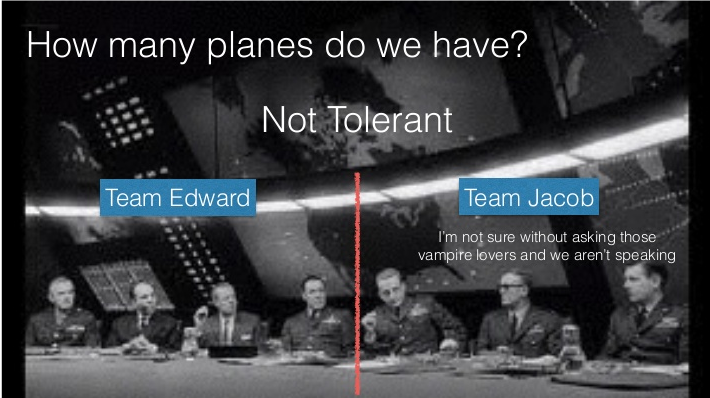 How many planes do we have?
Not Tolerant
Team Edward
Team Jacob
I'm not sure without asking those
vampire lovers and we aren't speaking